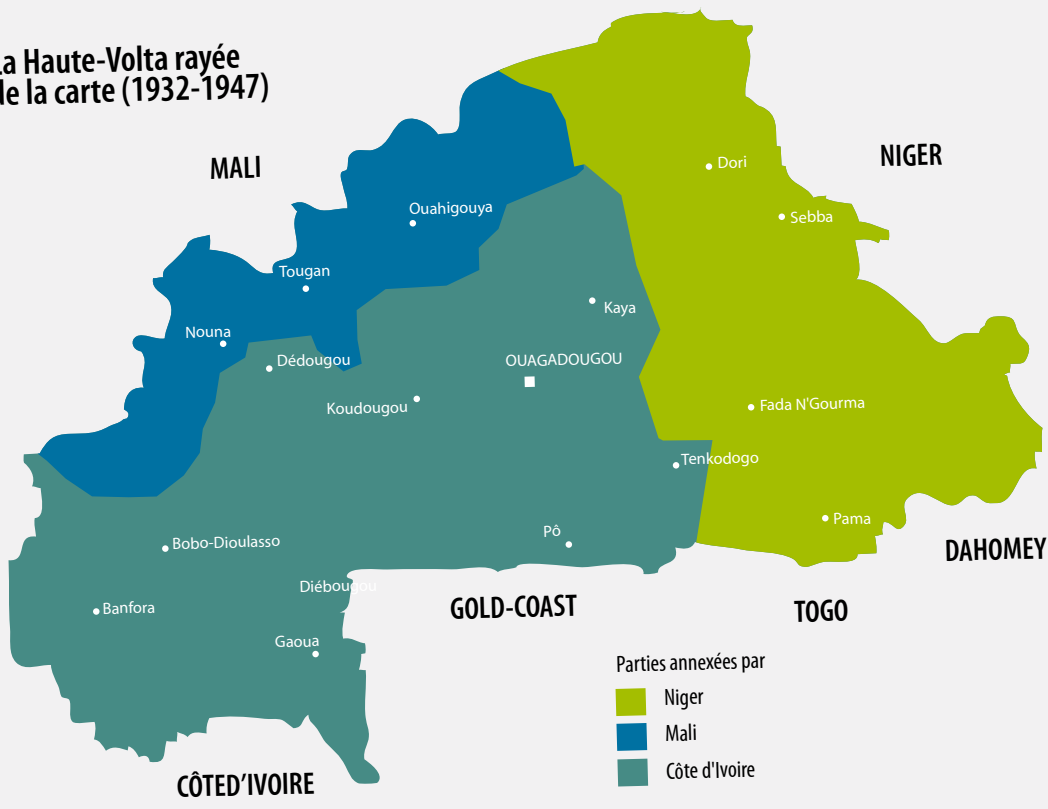 La Haute-Volta rayée
de la carte (1932-1947)
MALI
NIGER
Dori
Ouahigouya
Sebba
Tougan
Kaya
Nouna
Dédougou
OUAGADOUGOU
Koudougou
Fada N'Gourma
Tenkodogo
Pama
Pô
Bobo-Dioulasso
DAHOMEY
Diébougou
Banfora
GOLD-COAST
TOGO
Gaoua
Parties annexées par
Niger
Mali
Côte d'Ivoire
CÔTED'IVOIRE